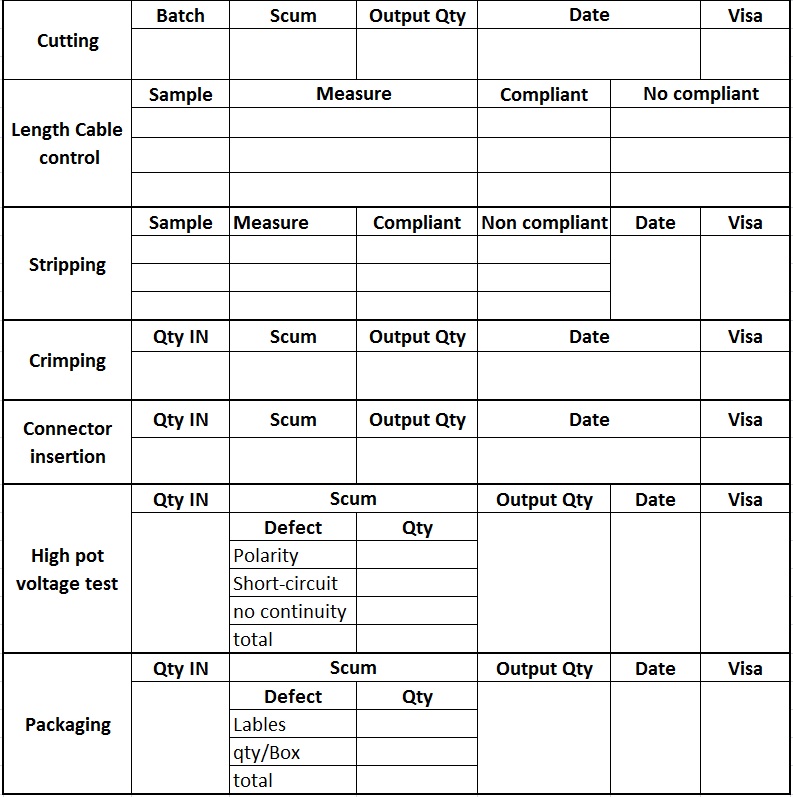 Cutting
Batch Scum Output Qty Date Visa
Length Cable
control
Sample Measure Compliant No compliant
Stripping
Sample Measure Compliant Non compliant Date Visa
Crimping
Qty IN Scum Output Qty Date Visa
Connector
insertion
Qty IN Scum Output Qty Date Visa
High pot
voltage test
Qty IN Scum Output Qty Date Visa
Defect Qty
Polarity
Short-circuit
no continuity
total
Packaging
Qty IN Scum Output Qty Date Visa
Defect Qty
Lables
qty/Box
total